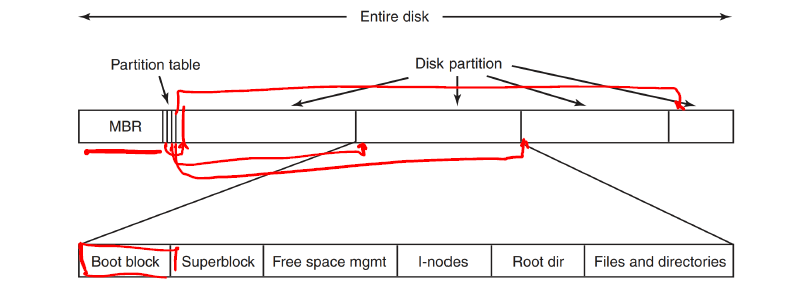 Entire disk
Partition table
Disk partition
MBR
Boot block Superblock Free space mgmt I-nodes Root dir Files and directories